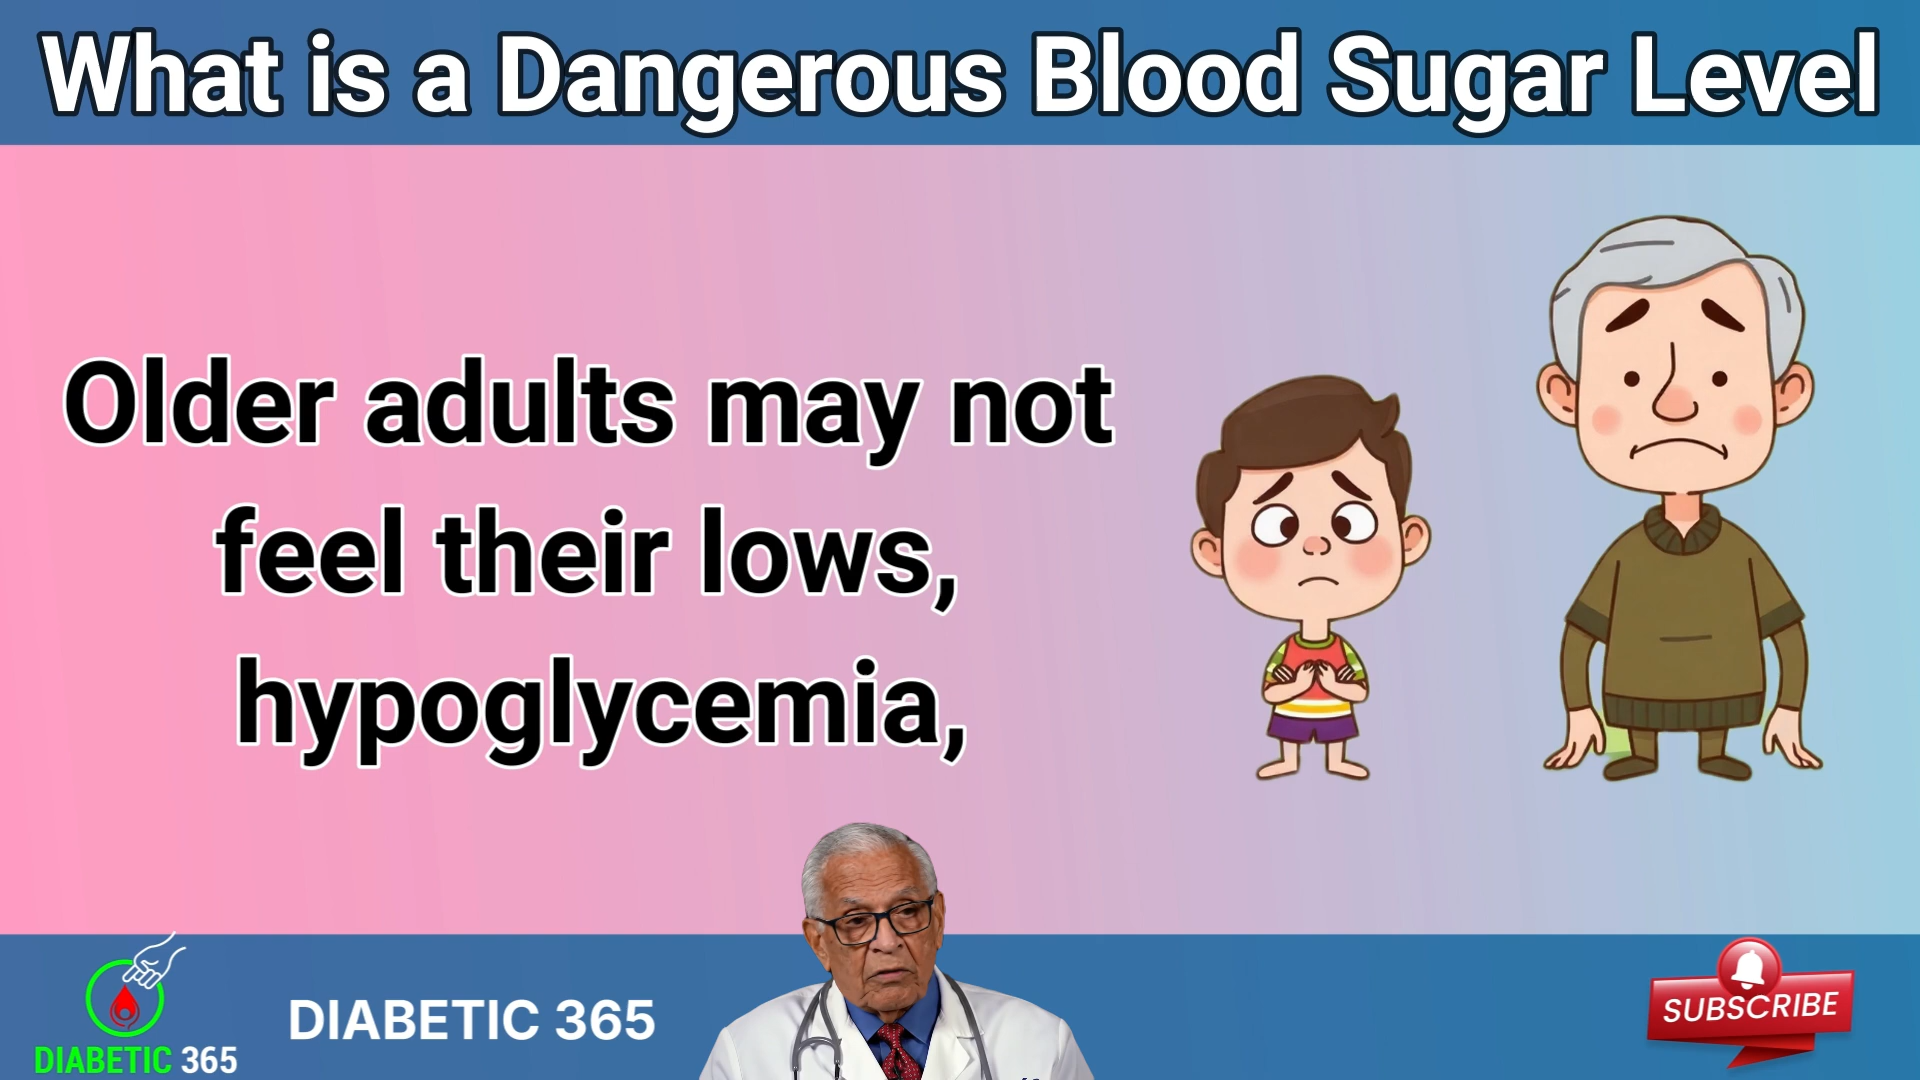 What is a Dangerous Blood Sugar Level
Older adults may not
feel their lows,
hypoglycemia,
DIABETIC 365
DIABETIC 365
SUBSCRIBE